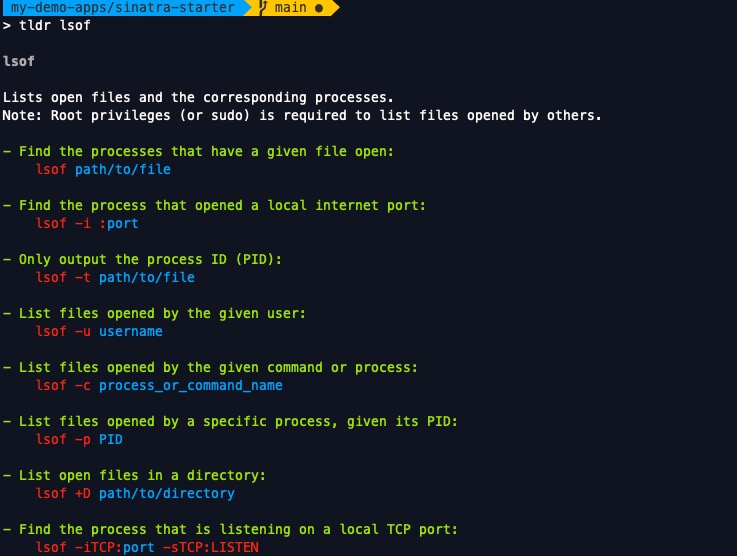 my-demo-apps/sinatra-starter main ●
> tldr lsof
lsof
Lists open files and the corresponding processes.
Note: Root privileges (or sudo) is required to list files opened by others.
- Find the processes that have a given file open:
lsof path/to/file
- Find the process that opened a local internet port:
lsof -i :port
- Only output the process ID (PID):
lsof -t path/to/file
- List files opened by the given user:
lsof -u username
- List files opened by the given command or process:
lsof -c process_or_command_name
- List files opened by a specific process, given its PID:
lsof -p PID
- List open files in a directory:
lsof +D path/to/directory
- Find the process that is listening on a local TCP port:
lsof -iTCP:port -sTCP:LISTEN